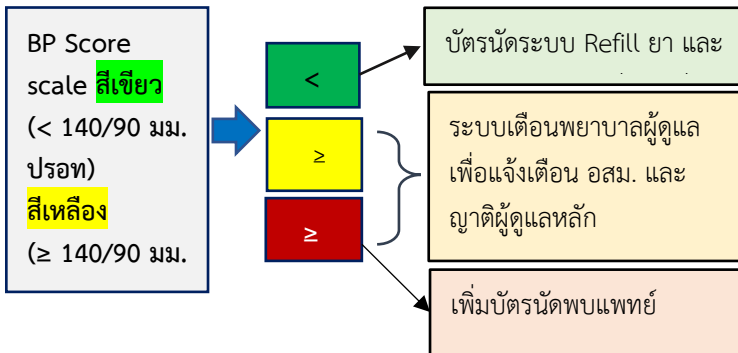 BP Score
scale สีเขียว
(< 140/90 มม.
ปรอท)
สีเหลือง
(≥ 140/90 มม.
<
≥
≥
บัตรนัดระบบ Refill ยา และ
ระบบเตือนพยาบาลผู้ดูแล
เพื่อแจ้งเตือน อสม. และ
ญาติผู้ดูแลหลัก
เพิ่มบัตรนัดพบแพทย์